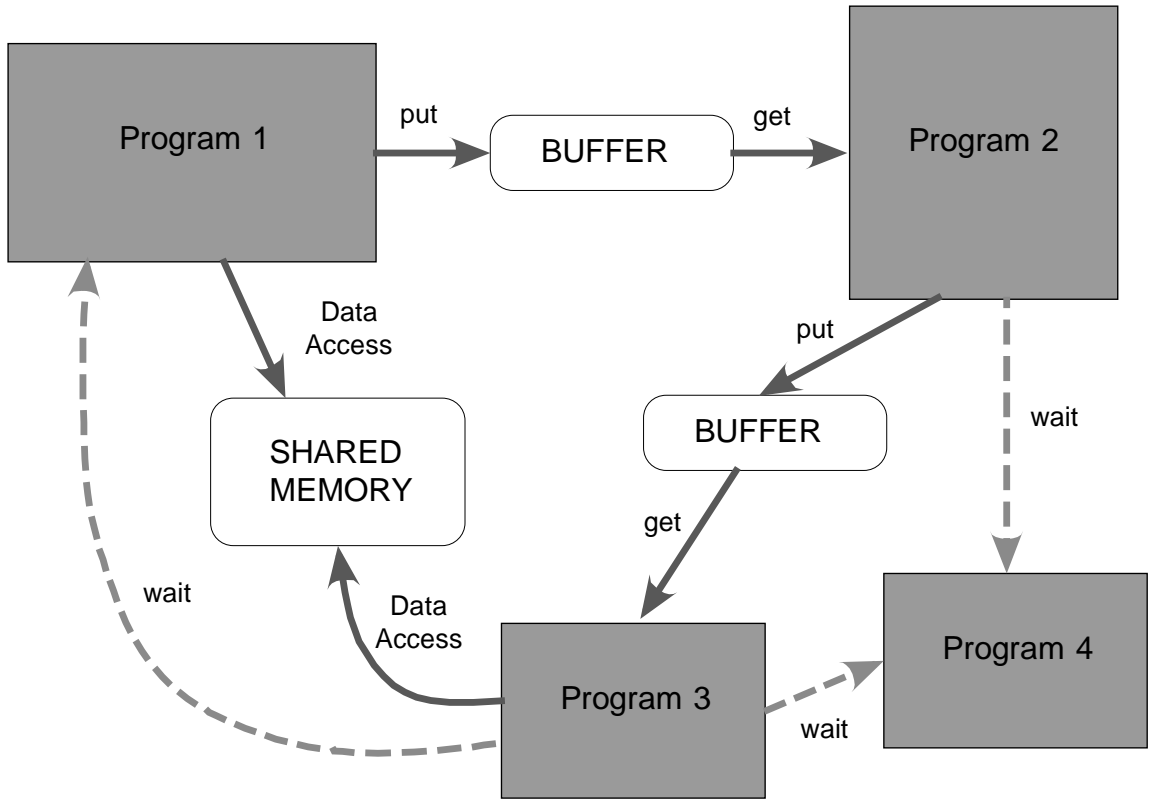 Program 1
put
BUFFER
get
Program 2
Data
Access
put
SHARED
MEMORY
BUFFER
wait
get
wait
Data
Access
Program 3
wait
Program 4